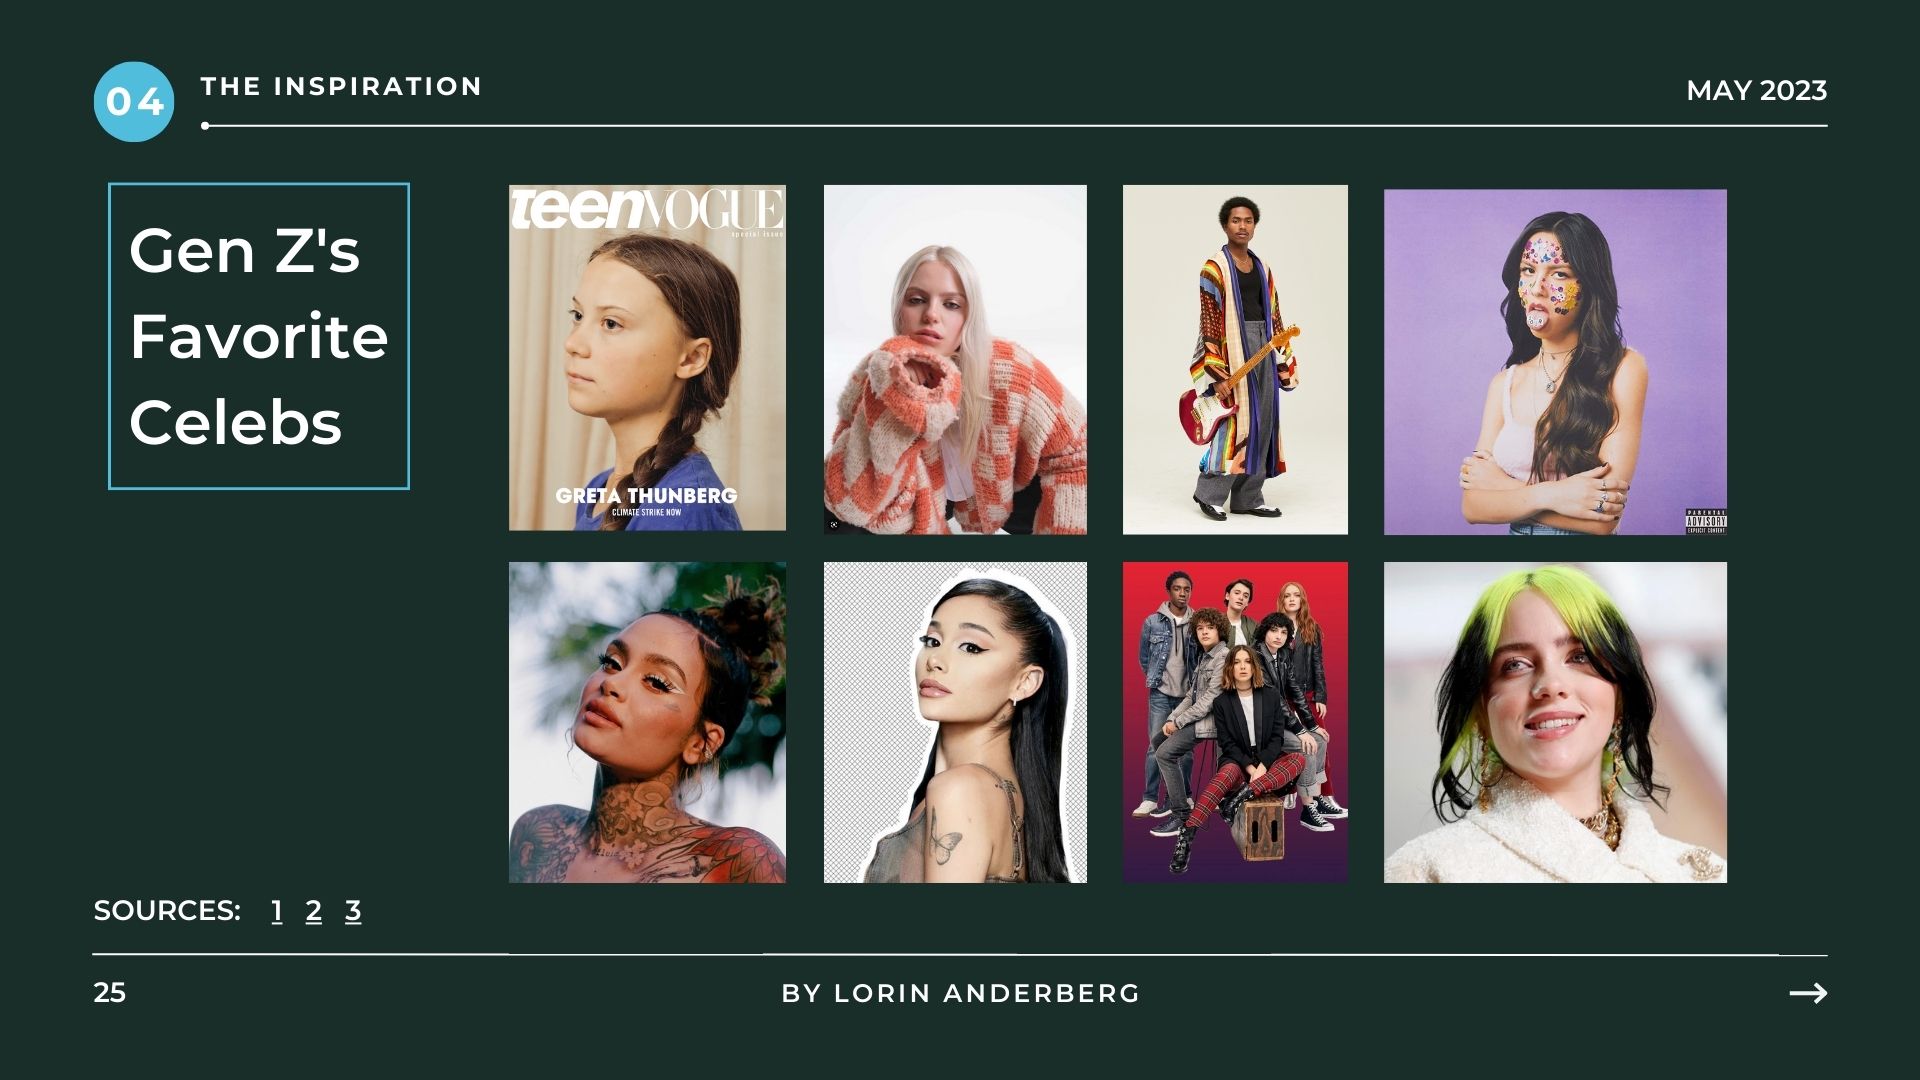 04
THE INSPIRATION
MAY 2023
Gen Z's
Favorite
Celebs
teenVOGUE
special issue
GRETA THUNBERG
CLIMATE STRIKE NOW
PARENTAL
ADVISORY
EXPLICIT CONTENT
SOURCES: 1 2 3
25
BY LORIN ANDERBERG